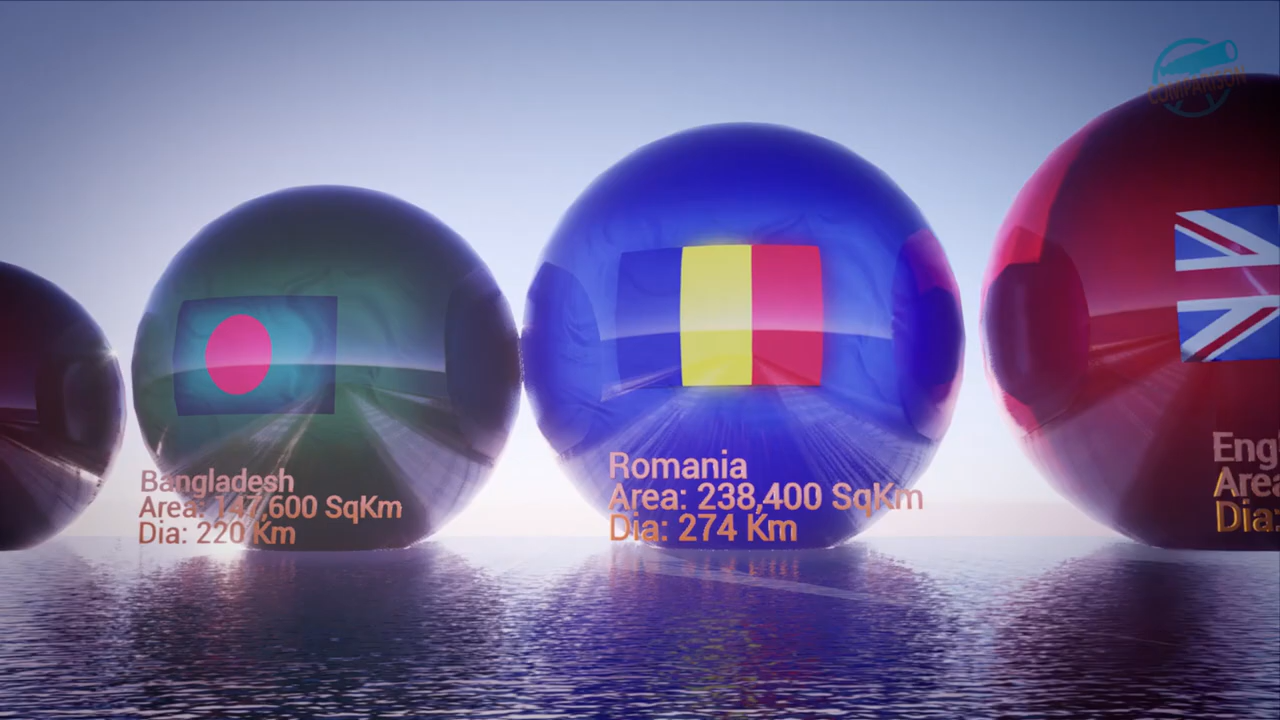 COMPARISON
Bangladesh
Area: 147,600 SqKm
Dia: 220 Km
Romania
Area: 238,400 SqKm
Dia: 274 Km
Eng
Area
Dia: